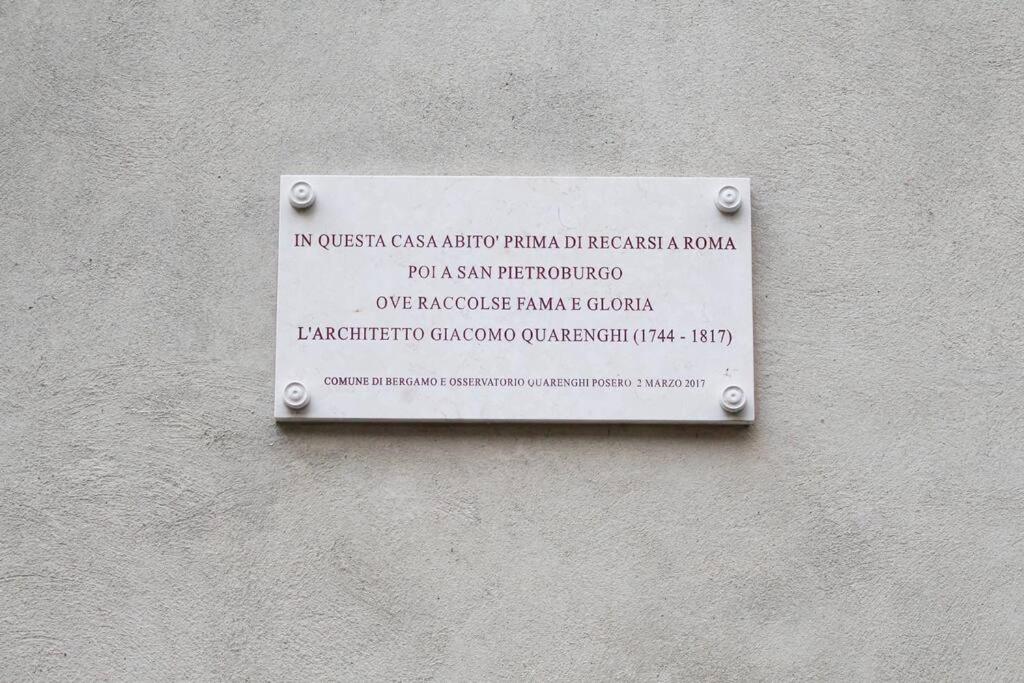 IN QUESTA CASA ABITO' PRIMA DI RECARSI A ROMA
POI A SAN PIETROBURGO
OVE RACCOLSE FAMA E GLORIA
L'ARCHITETTO GIACOMO QUARENGHI (1744 - 1817)
COMUNE DI BERGAMO E OSSERVATORIO QUARENGHI POSERO 2 MARZO 2017